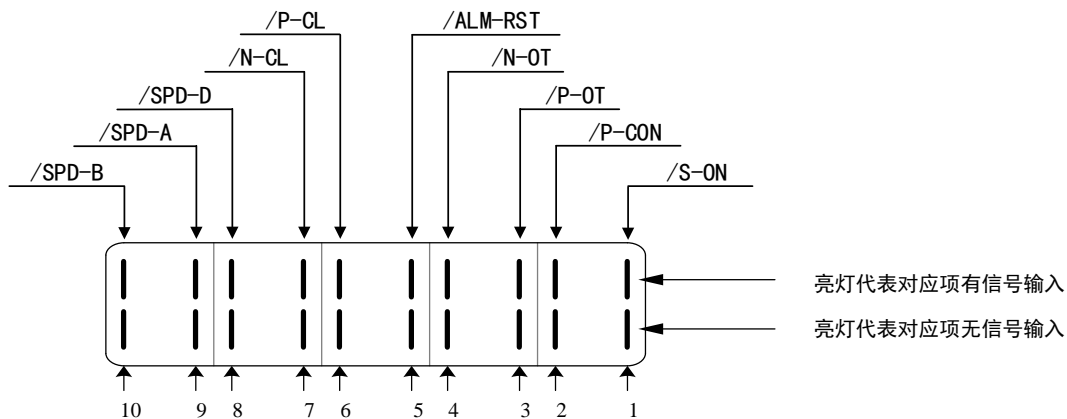 /P-CL /ALM-RST
/N-CL /N-OT
/SPD-D /P-OT
/SPD-A /P-CON
/SPD-B /S-ON
亮灯代表对应项有信号输入
亮灯代表对应项无信号输入
10 9 8 7 6 5 4 3 2 1